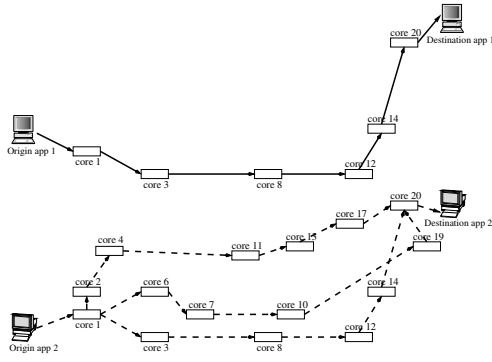 core 20
Destination app 1
core 14
Origin app 1
core 1
core 12
core 3
core 8
core 20
core 17
Destination app 2
core 4
core 13
core 19
core 11
core 2
core 6
core 14
core 7
core 10
core 1
Origin app 2
core 3
core 8
core 12